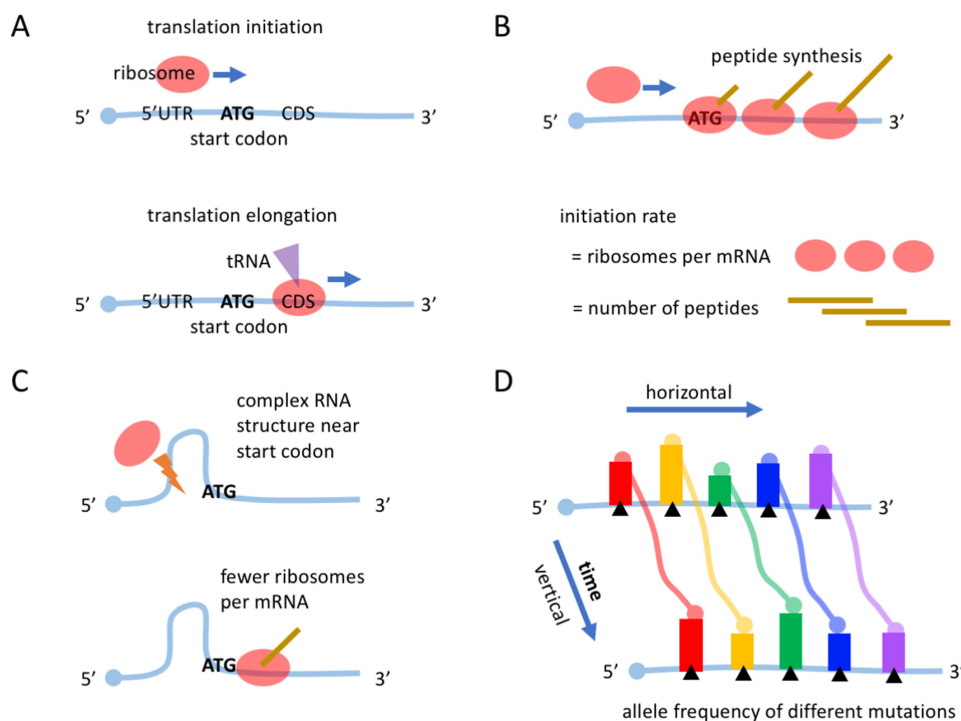 A
translation initiation
ribosome
5’ 5’UTR ATG CDS 3’
start codon
translation elongation
tRNA
5’ 5’UTR ATG CDS 3’
start codon
B
peptide synthesis
5’ ATG 3’
initiation rate
= ribosomes per mRNA
= number of peptides
C
complex RNA
structure near
start codon
ATG
5’ 3’
fewer ribosomes
per mRNA
ATG
5’ 3’
D
horizontal
5’ 3’
time
vertical
5’ 3’
allele frequency of different mutations